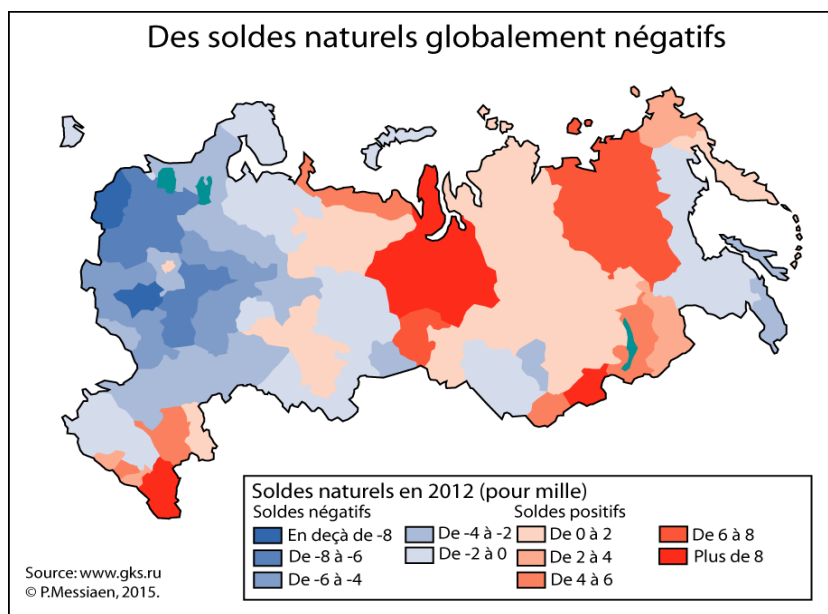 Des soldes naturels globalement négatifs
Soldes naturels en 2012 (pour mille)
Soldes négatifs
En deçà de -8
De -8 à -6
De -6 à -4
De -4 à -2
De -2 à 0
Soldes positifs
De 0 à 2
De 2 à 4
De 4 à 6
De 6 à 8
Plus de 8
Source: www.gks.ru
© P.Messiaen, 2015.